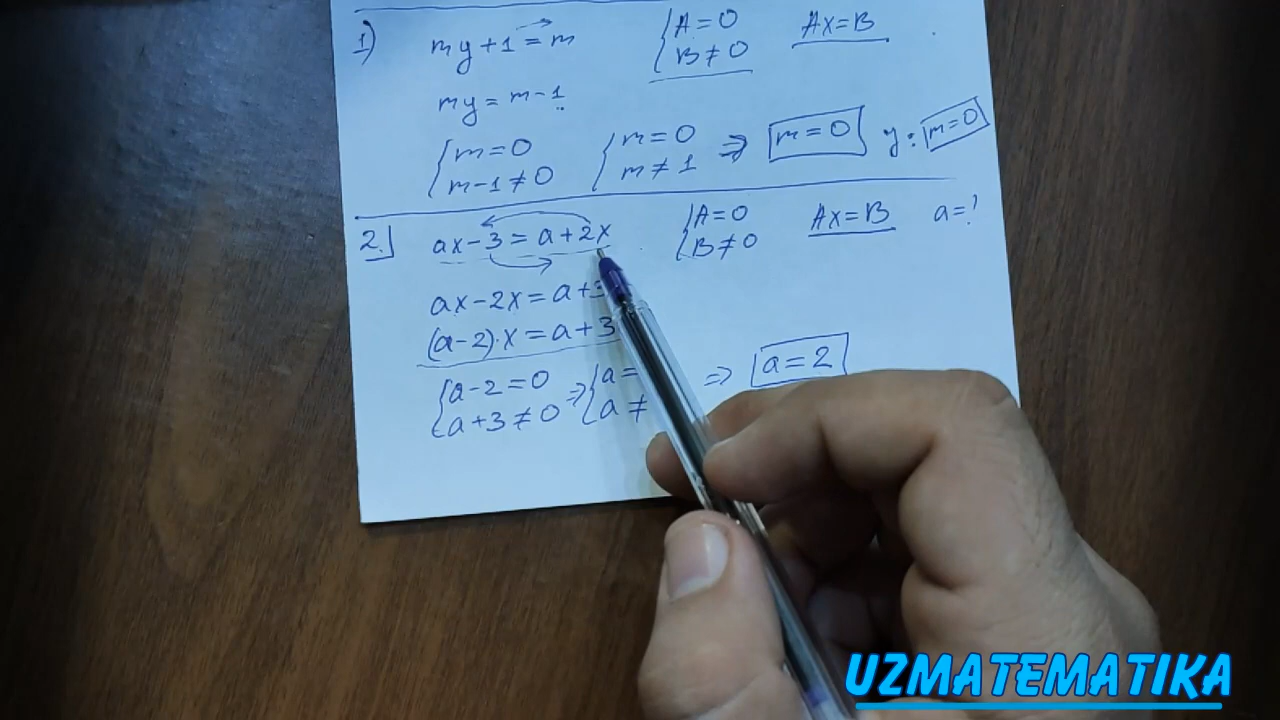 1) my + 1 = m { A = 0 Ax = B
{ B ≠ 0
my = m - 1
{ m = 0 { m = 0 ⇒ m = 0 y: m = 0
{ m - 1 ≠ 0 { m ≠ 1
2.) ax - 3 = a + 2x { A = 0 Ax = B a = ?
{ B ≠ 0
ax - 2x = a + 3
(a - 2) · x = a + 3
{ a - 2 = 0 ⇒ { a = ⇒ a = 2
{ a + 3 ≠ 0 { a ≠
UZMATEMATIKA